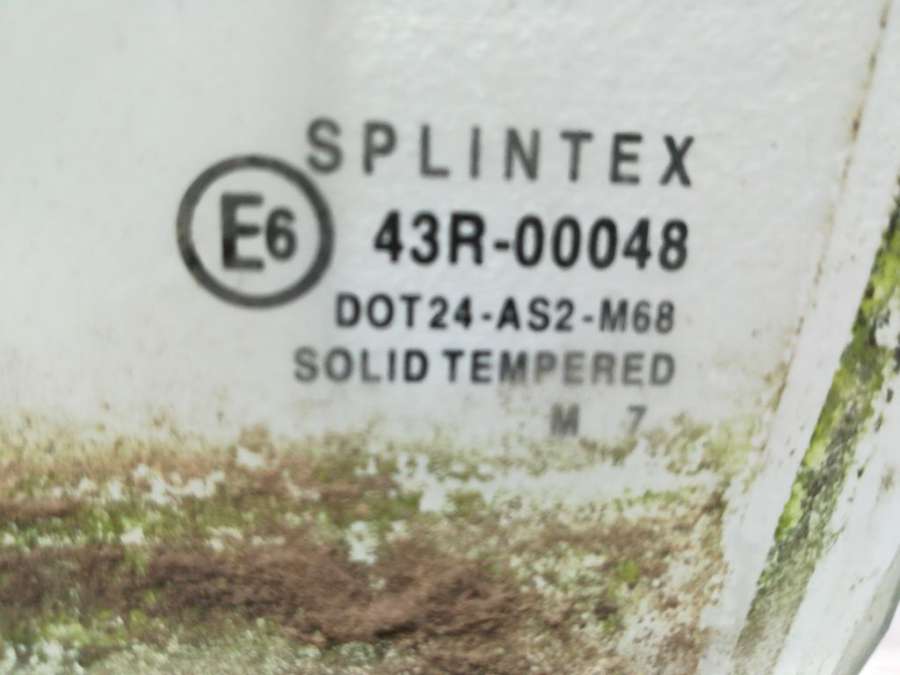 SPLINTEX
E6 43R-00048
DOT24-AS2-M68
SOLID TEMPERED
M 7